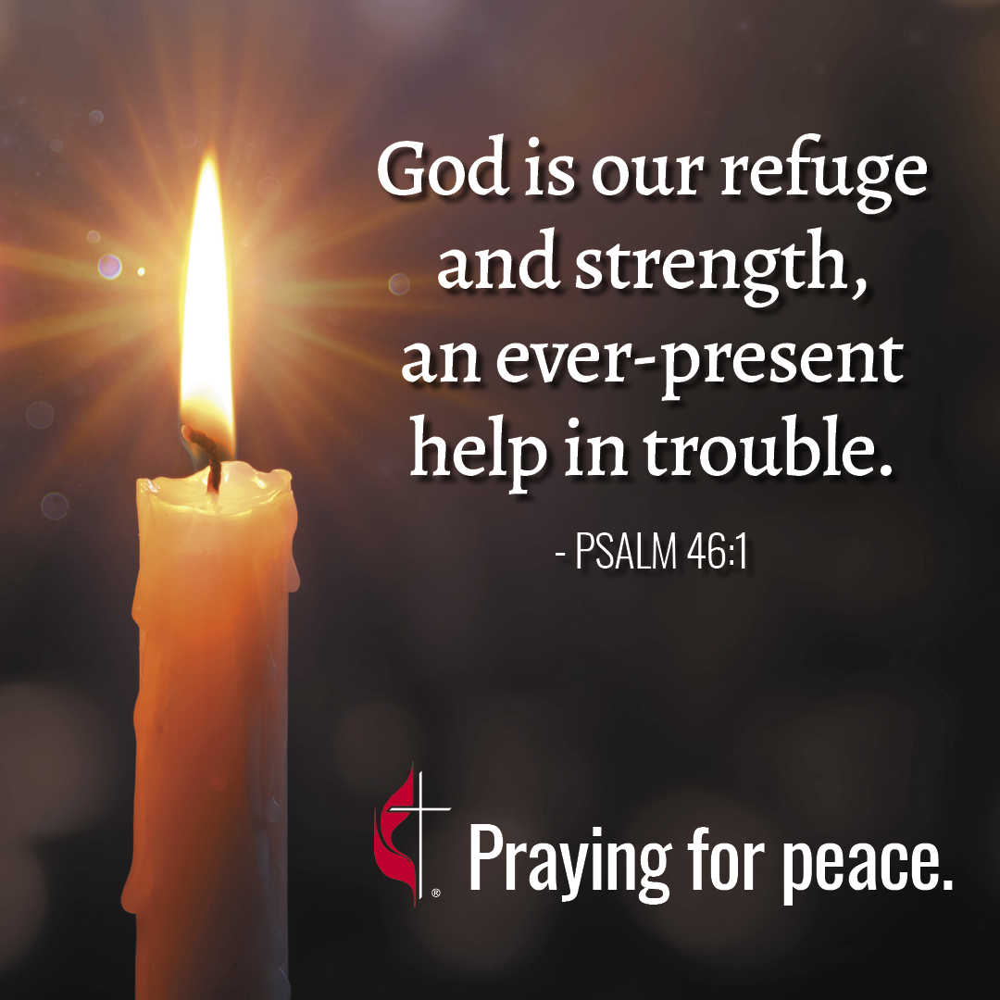 God is our refuge
and strength,
an ever-present
help in trouble.
- PSALM 46:1
® Praying for peace.